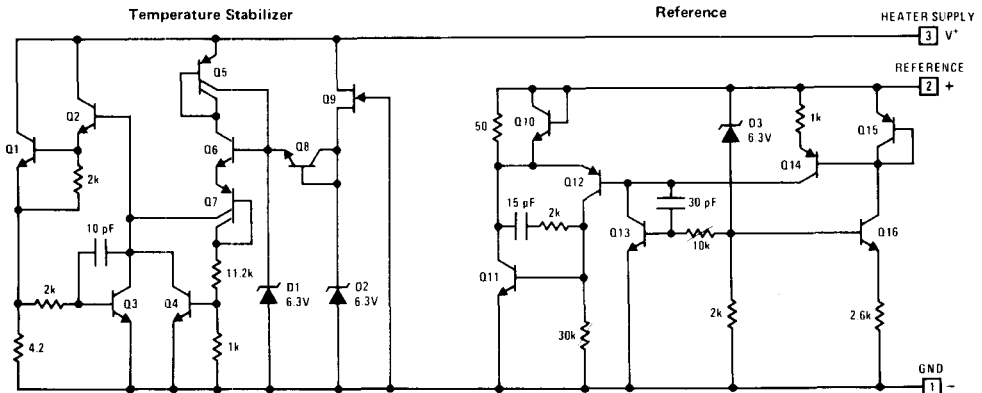 Temperature Stabilizer
Reference
HEATER SUPPLY
3 V+
REFERENCE
2 +
Q5
Q9
Q2
Q1
2k
Q6
Q8
Q7
10 pF
2k
Q3
Q4
11.2k
D1
6.3V
D2
6.3V
4.2
1k
50
Q10
D3
6.3V
1k
Q15
Q14
Q12
15 pF
2k
30 pF
Q13
10k
Q16
Q11
30k
2k
2.6k
GND
1 −